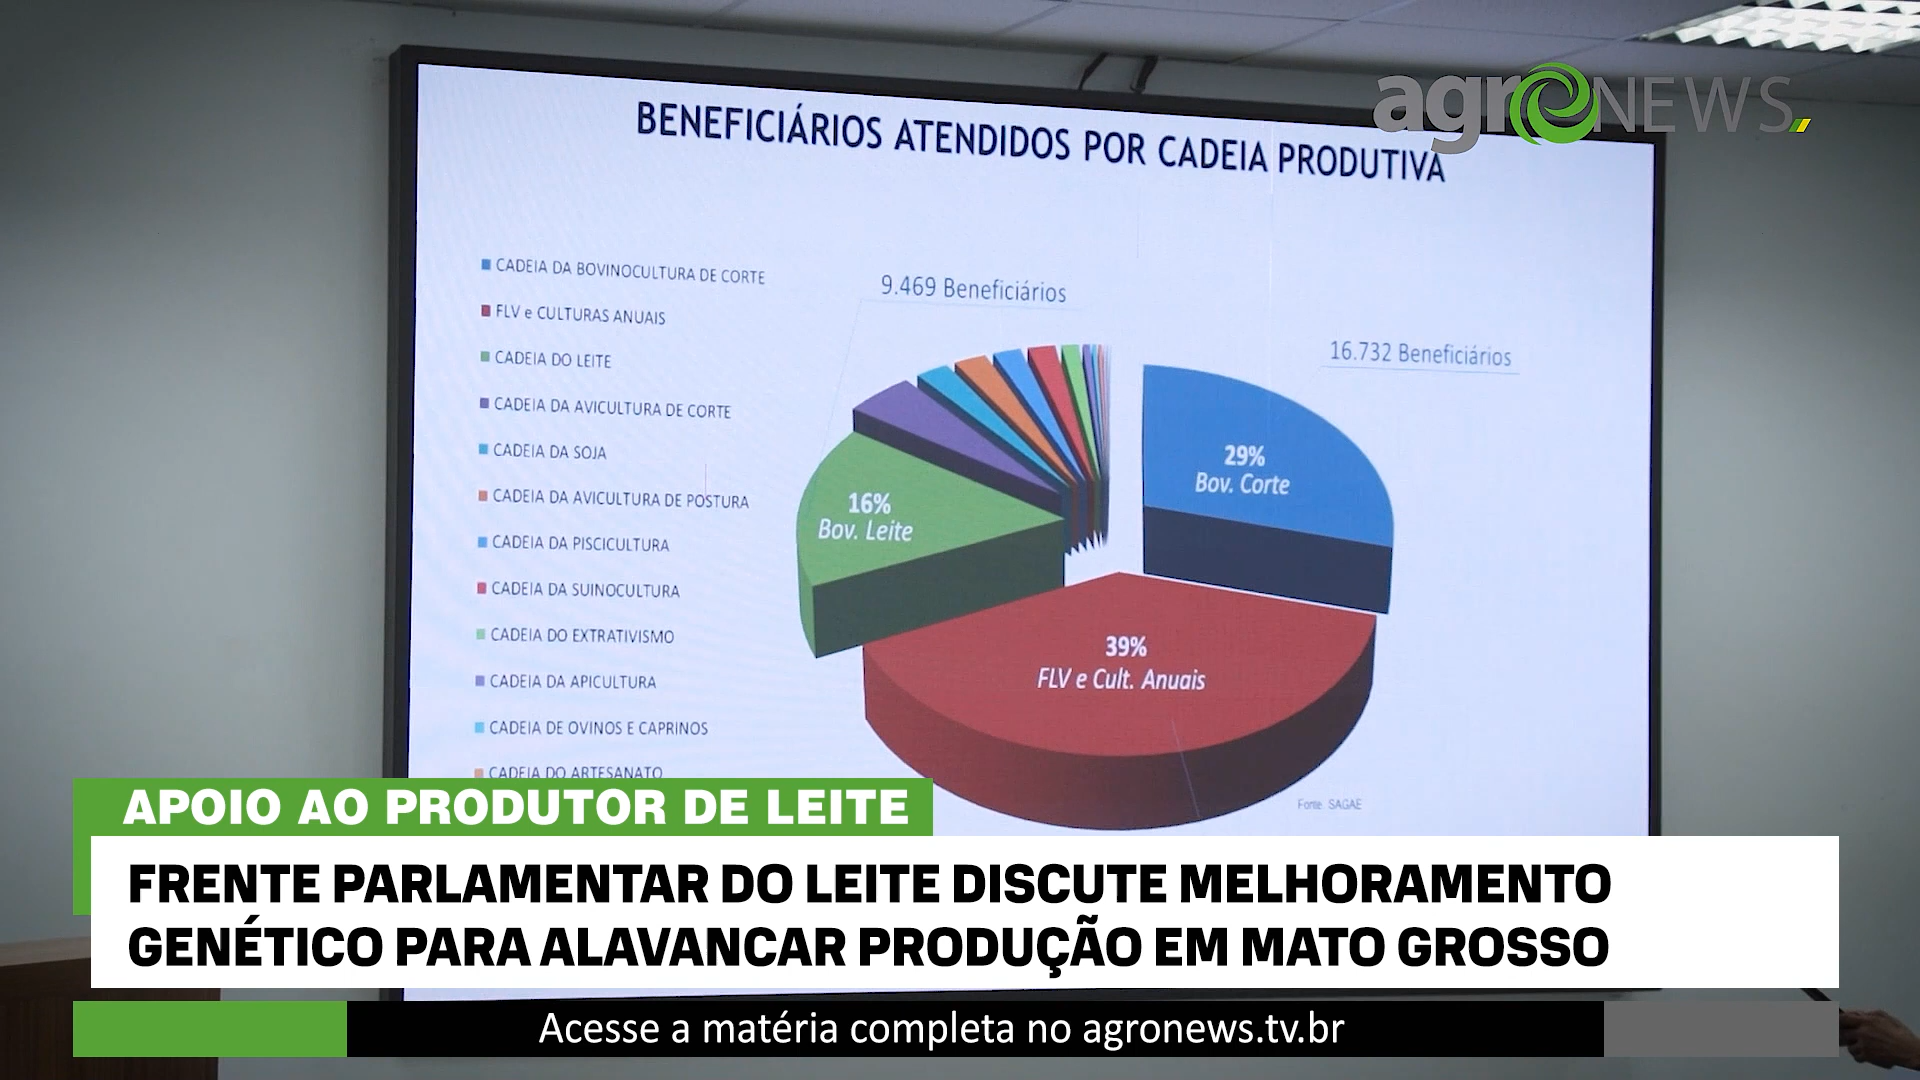 agroNEWS
BENEFICIÁRIOS ATENDIDOS POR CADEIA PRODUTIVA
CADEIA DA BOVINOCULTURA DE CORTE
FLV e CULTURAS ANUAIS
CADEIA DO LEITE
CADEIA DA AVICULTURA DE CORTE
CADEIA DA SOJA
CADEIA DA AVICULTURA DE POSTURA
CADEIA DA PISCICULTURA
CADEIA DA SUINOCULTURA
CADEIA DO EXTRATIVISMO
CADEIA DA APICULTURA
CADEIA DE OVINOS E CAPRINOS
CADEIA DO ARTESANATO
9.469 Beneficiários
16.732 Beneficiários
29%
Bov. Corte
16%
Bov. Leite
39%
FLV e Cult. Anuais
Fonte: SAGAE
APOIO AO PRODUTOR DE LEITE
FRENTE PARLAMENTAR DO LEITE DISCUTE MELHORAMENTO
GENÉTICO PARA ALAVANCAR PRODUÇÃO EM MATO GROSSO
Acesse a matéria completa no agronews.tv.br